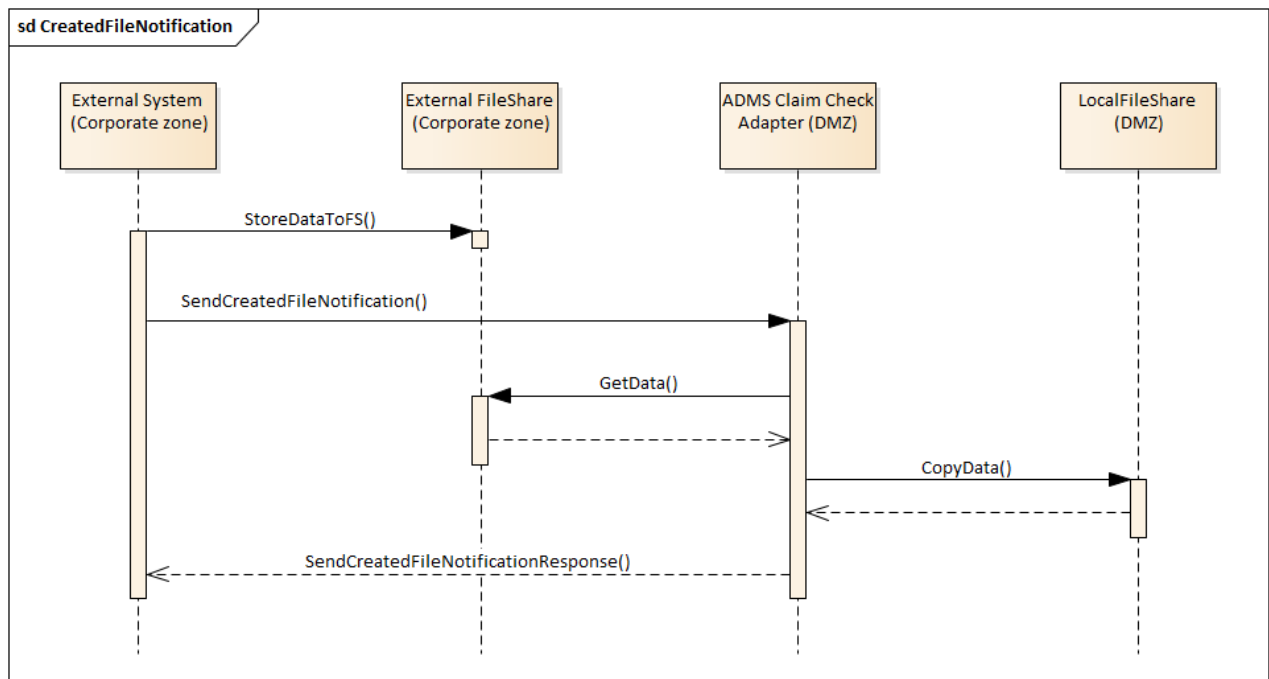 sd CreatedFileNotification
External System
(Corporate zone)
External FileShare
(Corporate zone)
ADMS Claim Check
Adapter (DMZ)
LocalFileShare
(DMZ)
StoreDataToFS()
SendCreatedFileNotification()
GetData()
CopyData()
SendCreatedFileNotificationResponse()